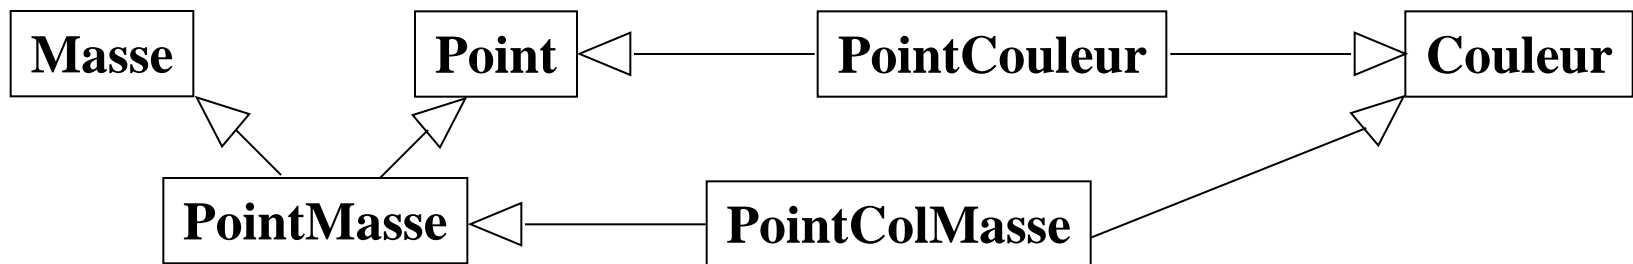 Masse
Point
PointCouleur
Couleur
PointMasse
PointColMasse